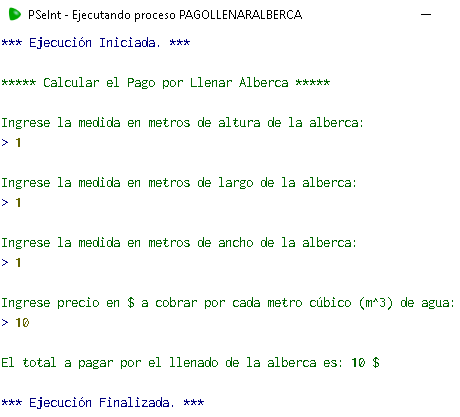 PSeInt - Ejecutando proceso PAGOLLENARALBERCA
*** Ejecución Iniciada. ***
***** Calcular el Pago por Llenar Alberca *****
Ingrese la medida en metros de altura de la alberca:
> 1
Ingrese la medida en metros de largo de la alberca:
> 1
Ingrese la medida en metros de ancho de la alberca:
> 1
Ingrese precio en $ a cobrar por cada metro cúbico (m^3) de agua:
> 10
El total a pagar por el llenado de la alberca es: 10 $
*** Ejecución Finalizada. ***